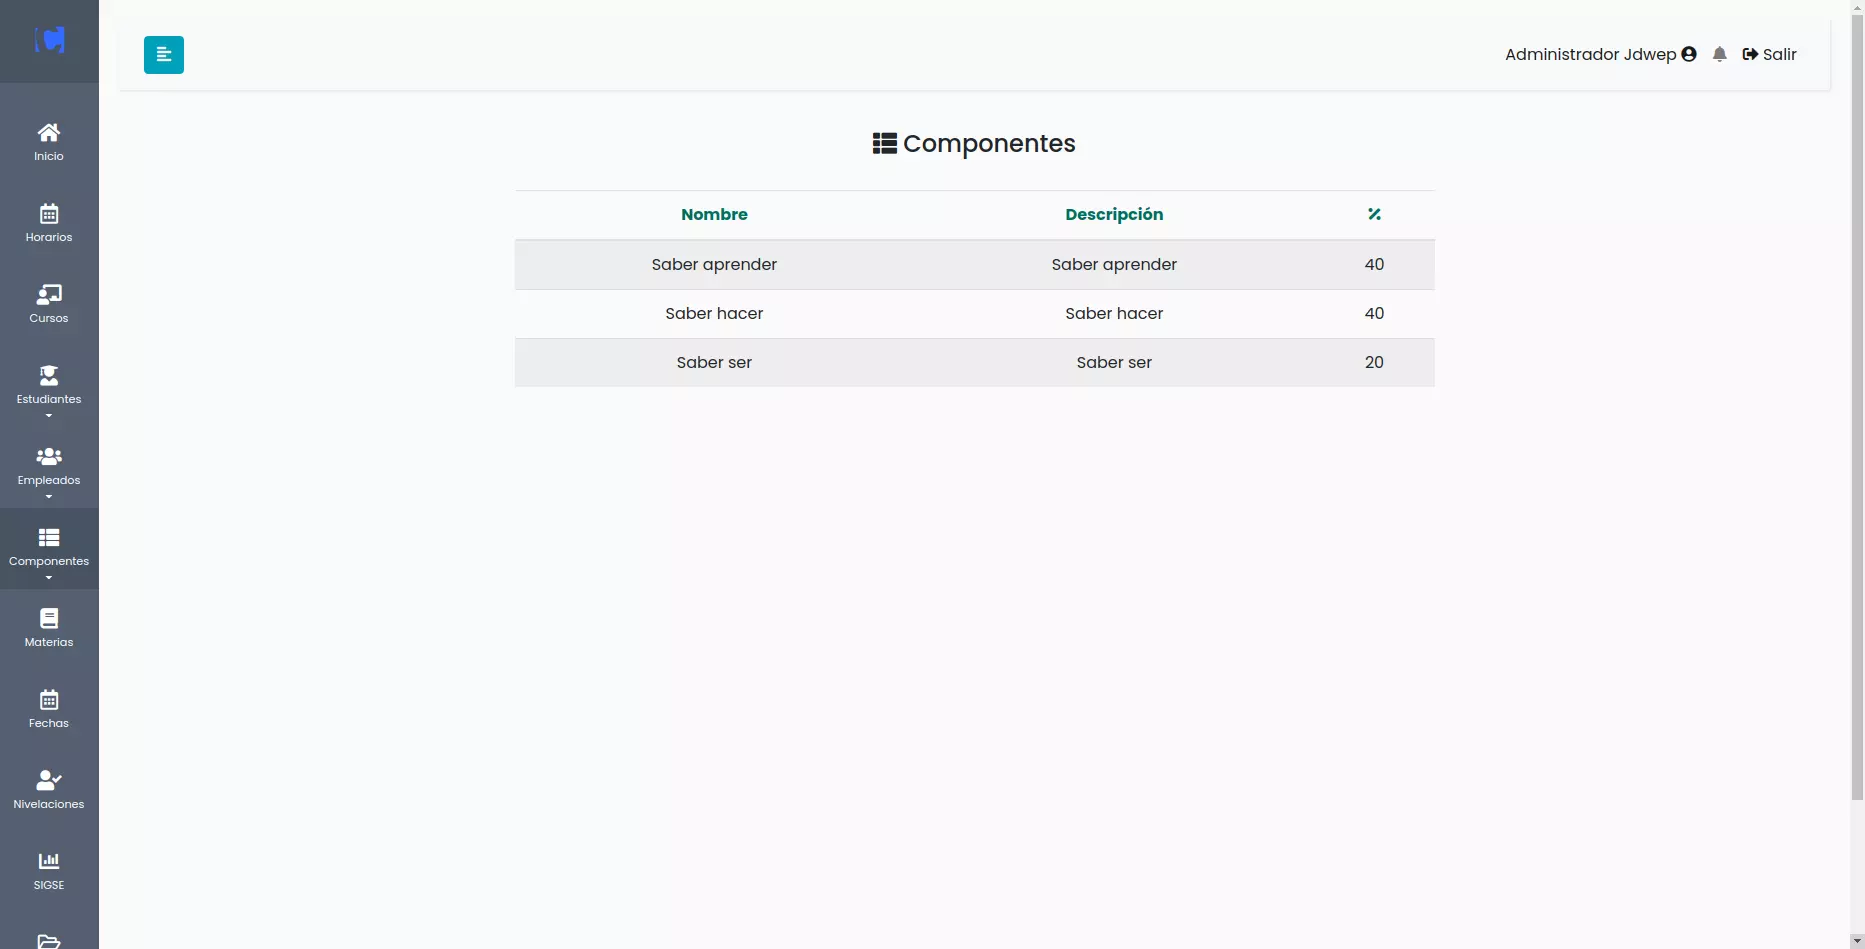 Administrador Jdwep Salir
Inicio
Horarios
Cursos
Estudiantes
Empleados
Componentes
Materias
Fechas
Nivelaciones
SIGSE
Componentes
Nombre Descripción %
Saber aprender Saber aprender 40
Saber hacer Saber hacer 40
Saber ser Saber ser 20